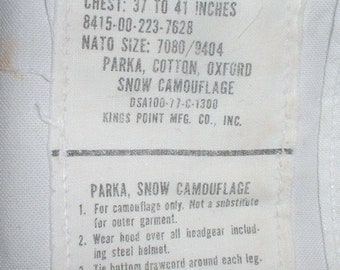 CHEST: 37 TO 41 INCHES
8415-00-223-7628
NATO SIZE: 7080/9404
PARKA, COTTON, OXFORD
SNOW CAMOUFLAGE
DSA100-77-C-1300
KINGS POINT MFG. CO., INC.
PARKA, SNOW CAMOUFLAGE
1. For camouflage only. Not a substitute
for outer garment.
2. Wear hood over all headgear includ-
ing steel helmet.
3. Tie bottom drawcord around each leg.